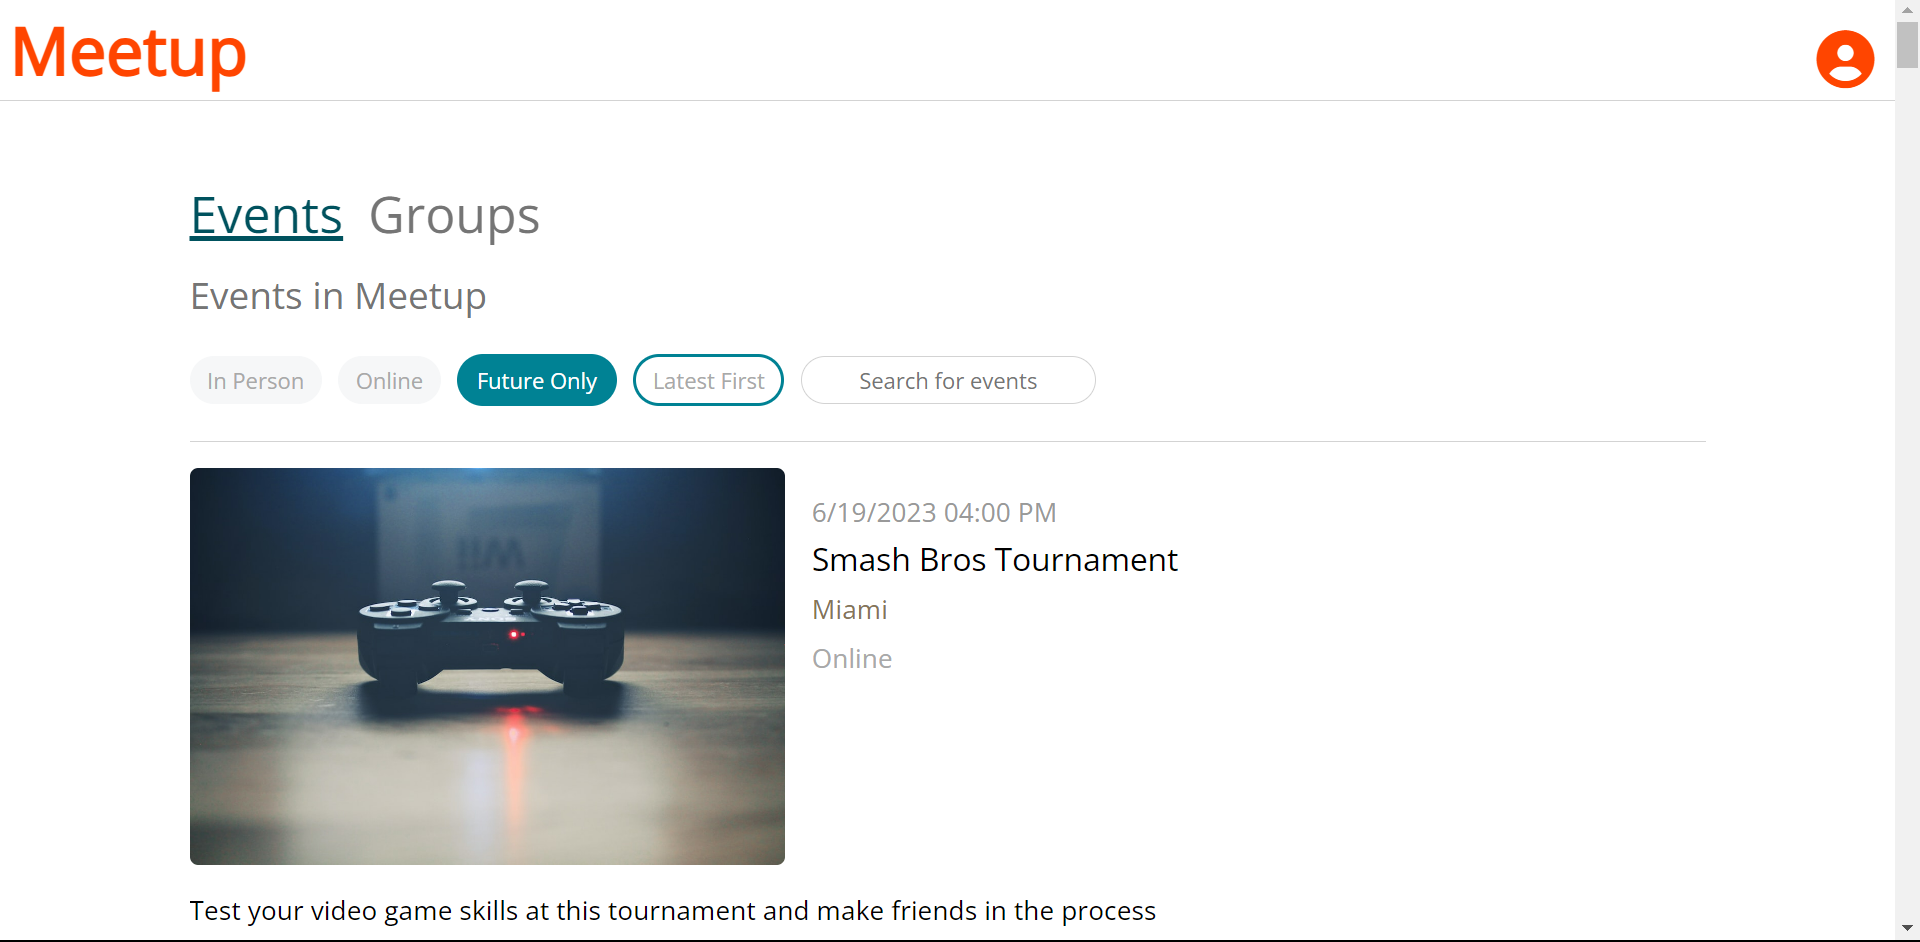 Meetup
Events Groups
Events in Meetup
In Person Online Future Only Latest First Search for events
6/19/2023 04:00 PM
Smash Bros Tournament
Miami
Online
Wii
Test your video game skills at this tournament and make friends in the process